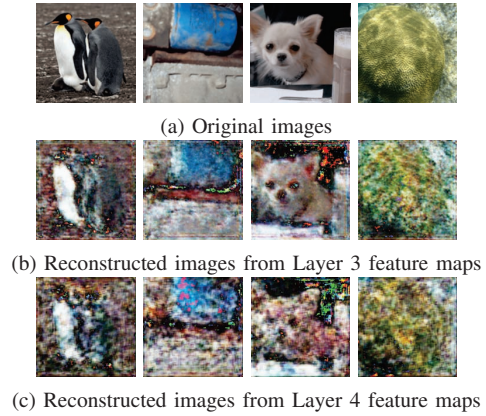 (a) Original images
(b) Reconstructed images from Layer 3 feature maps
(c) Reconstructed images from Layer 4 feature maps